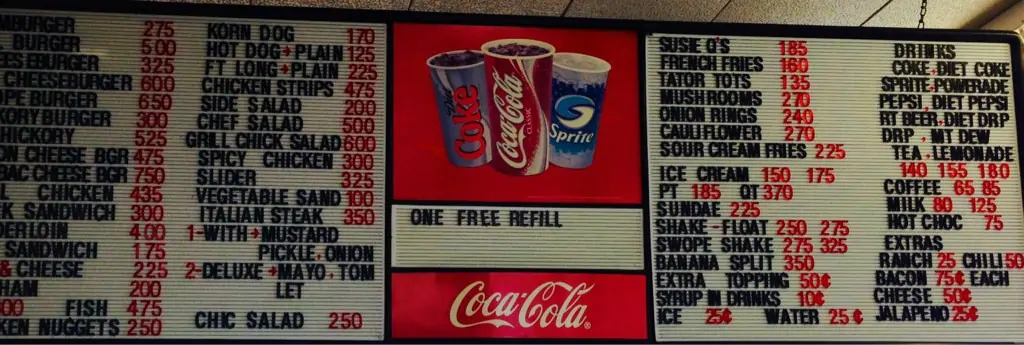 MBURGER 275
L BURGER 500
ES EBURGER 325
CHEESEBURGER 600
PE BURGER 650
KORY BURGER 300
HICKORY 525
ON CHEESE BGR 475
BAC CHEESE BGR 750
L CHICKEN 435
K SANDWICH 300
DERLOIN 400
SANDWICH 175
& CHEESE 225
HAM 200
00 FISH 475
KEN NUGGETS 250
KORN DOG 170
HOT DOG + PLAIN 125
FT LONG + PLAIN 225
CHICKEN STRIPS 475
SIDE SALAD 200
CHEF SALAD 500
GRILL CHICK SALAD 600
SPICY CHICKEN 300
SLIDER 325
VEGETABLE SAND 100
ITALIAN STEAK 350
1-WITH + MUSTARD
PICKLE, ONION
2-DELUXE + MAYO, TOM
LET
CHIC SALAD 250
Coke
Coca-Cola
CLASSIC
Sprite
ONE FREE REFILL
Coca-Cola
SUSIE Q'S 185
FRENCH FRIES 160
TATOR TOTS 135
MUSHROOMS 270
ONION RINGS 240
CAULIFLOWER 270
SOUR CREAM FRIES 225
ICE CREAM 150 175
PT 185 QT 370
SUNDAE 225
SHAKE - FLOAT 250 275
SWOPE SHAKE 275 325
BANANA SPLIT 350
EXTRA TOPPING 50¢
SYRUP IN DRINKS 10¢
ICE 25¢ WATER 25¢
DRINKS
COKE, DIET COKE
SPRITE, POWERADE
PEPSI, DIET PEPSI
RT BEER, DIET DRP
DRP, MT DEW
TEA, LEMONADE
140 155 180
COFFEE 65 85
MILK 80 125
HOT CHOC 75
EXTRAS
RANCH 25 CHILI 50
BACON 75¢ EACH
CHEESE 50¢
JALAPENO 25¢